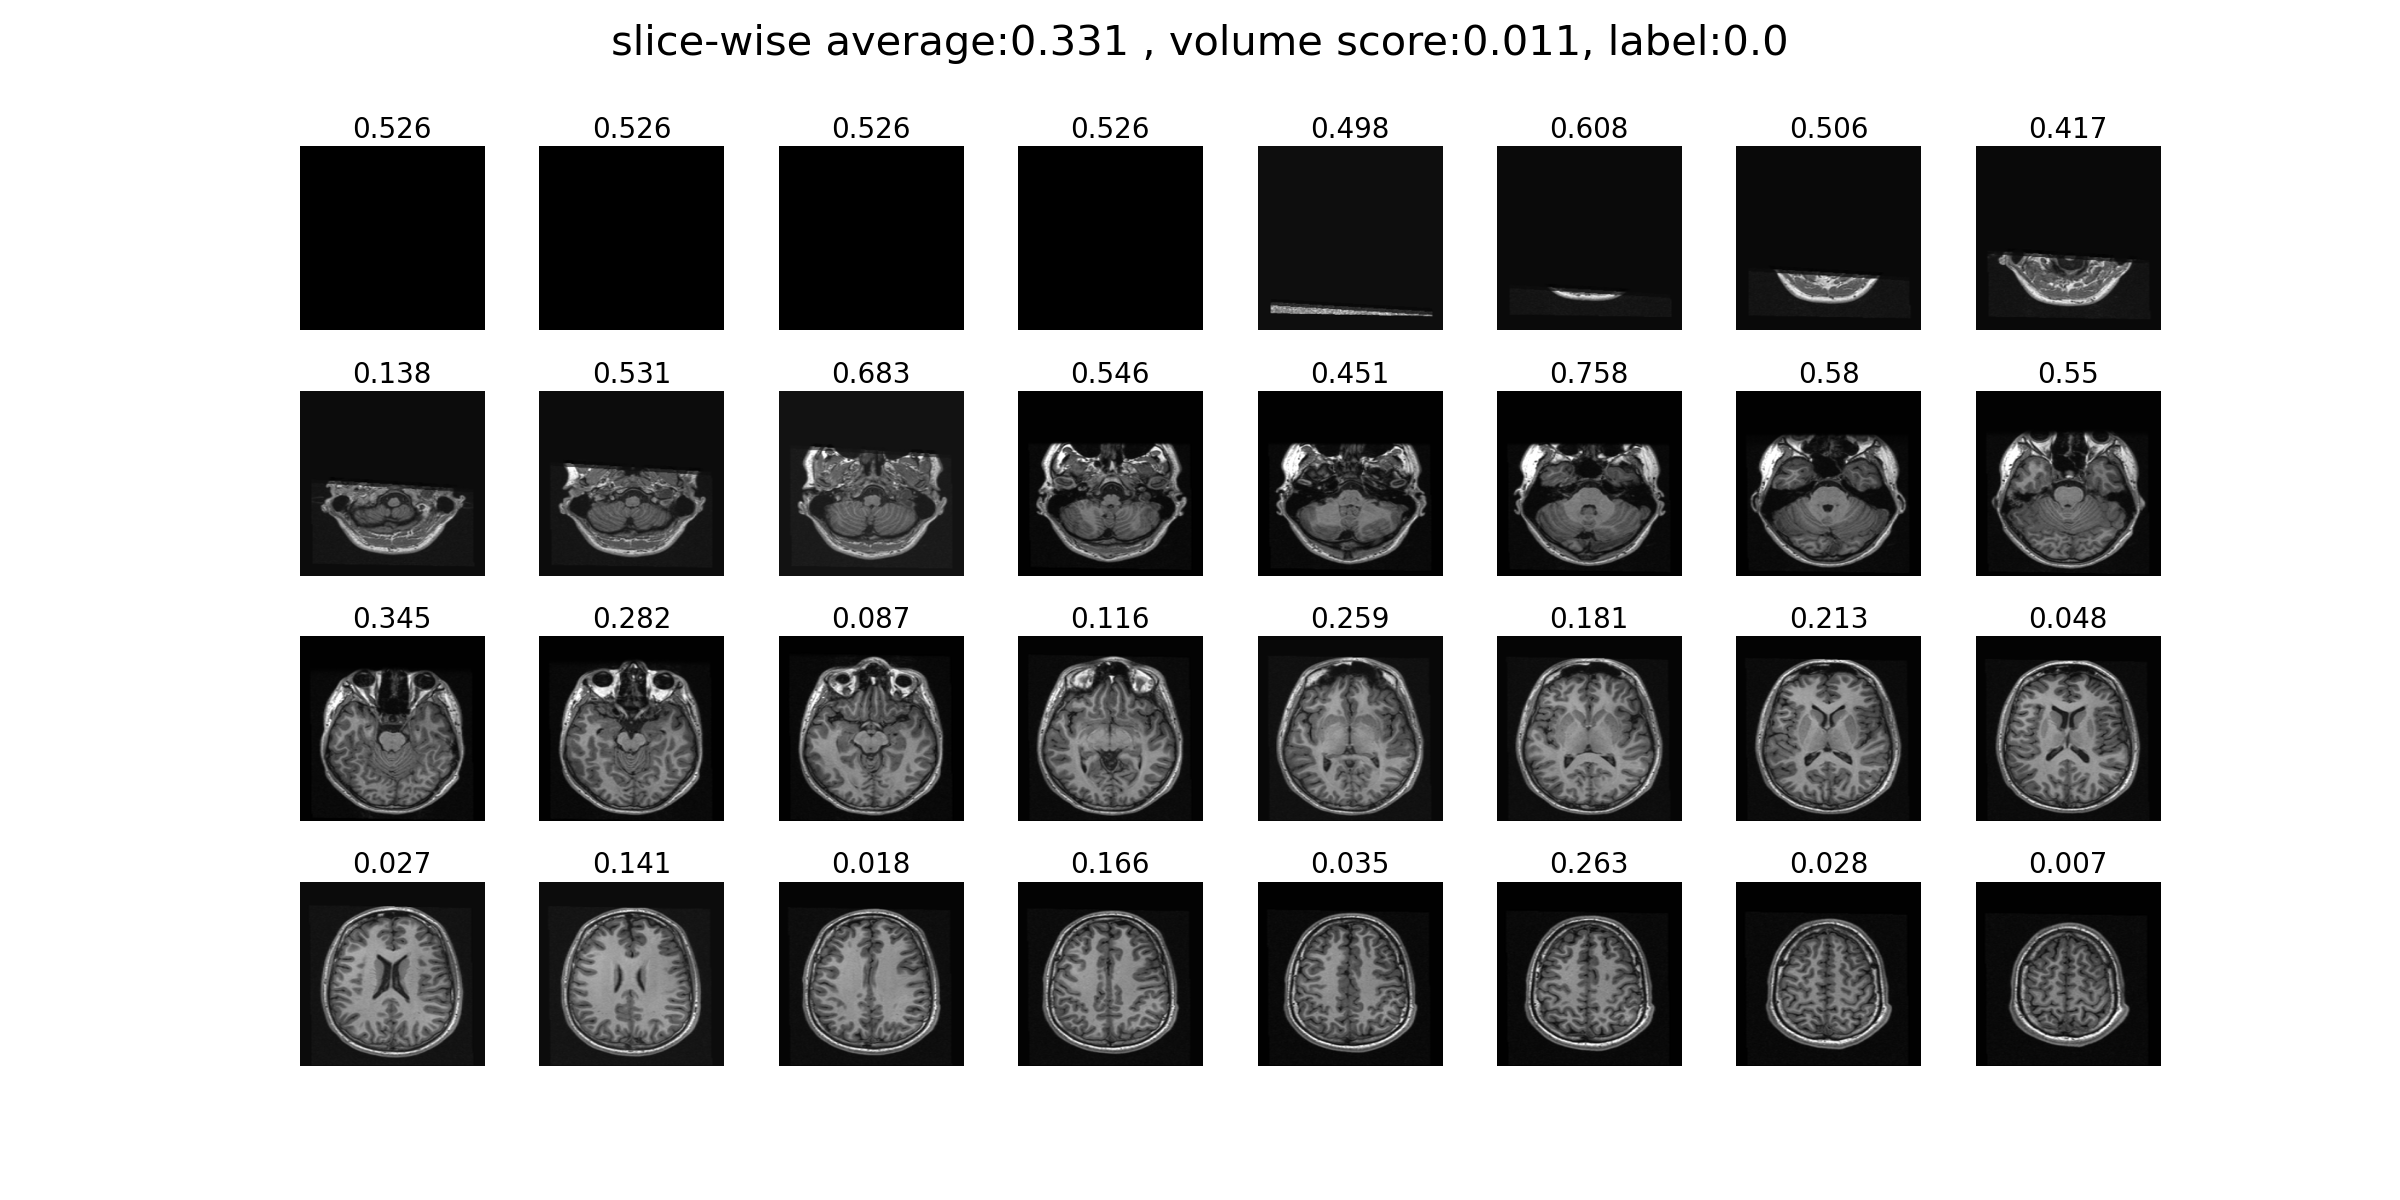 slice-wise average:0.331 , volume score:0.011, label:0.0
0.526 0.526 0.526 0.526 0.498 0.608 0.506 0.417
0.138 0.531 0.683 0.546 0.451 0.758 0.58 0.55
0.345 0.282 0.087 0.116 0.259 0.181 0.213 0.048
0.027 0.141 0.018 0.166 0.035 0.263 0.028 0.007